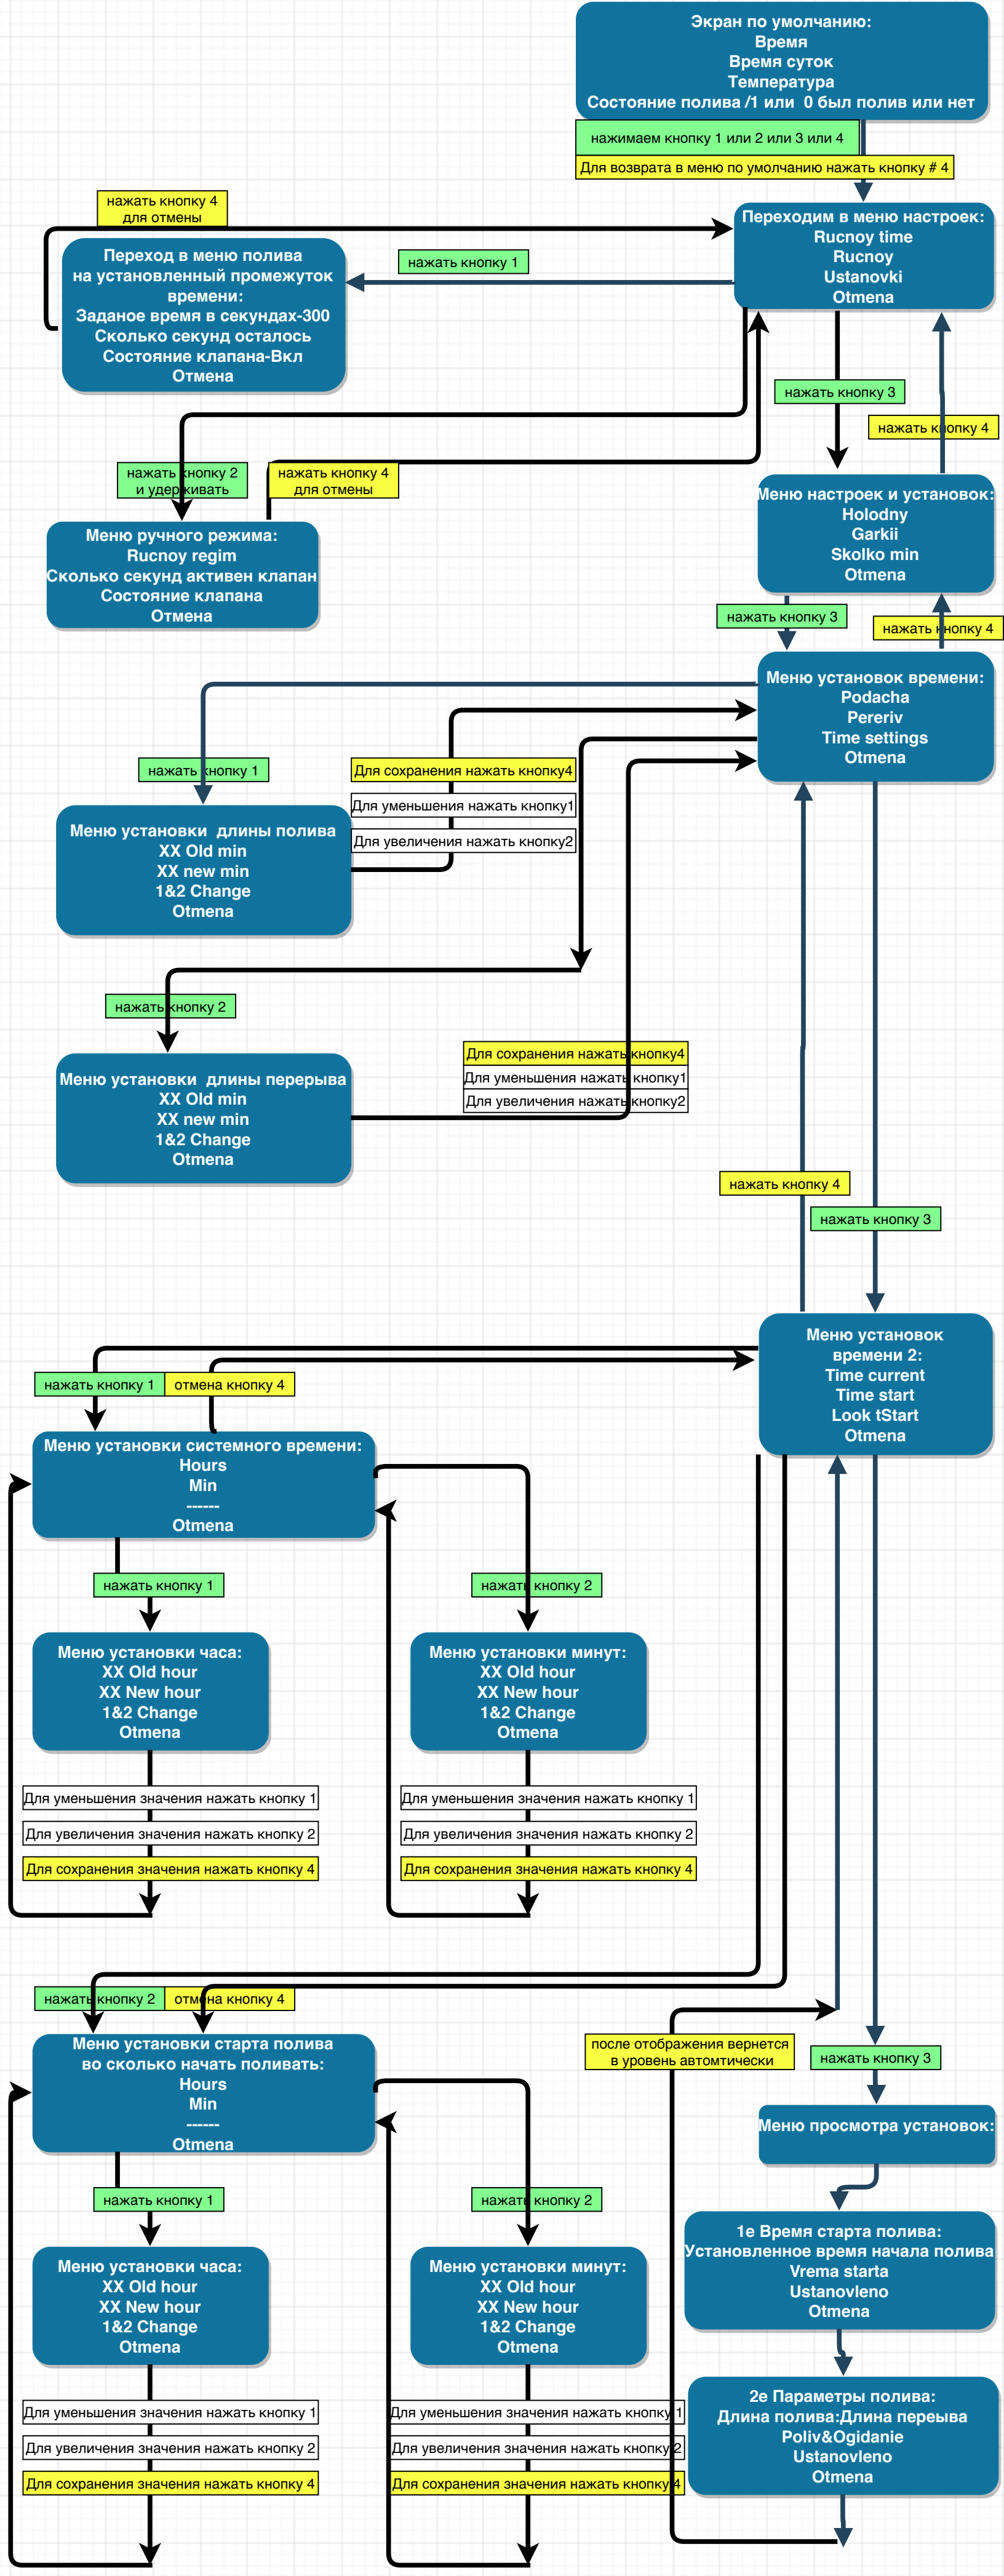 Экран по умолчанию:
Время
Время суток
Температура
Состояние полива /1 или 0 был полив или нет
нажимаем кнопку 1 или 2 или 3 или 4
Для возврата в меню по умолчанию нажать кнопку # 4
нажать кнопку 4
для отмены
Переходим в меню настроек:
Rucnoy time
Rucnoy
Ustanovki
Otmena
Переход в меню полива
на установленный промежуток
времени:
Заданое время в секундах-300
Сколько секунд осталось
Состояние клапана-Вкл
Отмена
нажать кнопку 1
нажать кнопку 3
нажать кнопку 4
нажать кнопку 2
и удерживать
нажать кнопку 4
для отмены
Меню настроек и установок:
Holodny
Garkii
Skolko min
Otmena
Меню ручного режима:
Rucnoy regim
Сколько секунд активен клапан
Состояние клапана
Отмена
нажать кнопку 3
нажать кнопку 4
Меню установок времени:
Podacha
Pereriv
Time settings
Otmena
нажать кнопку 1
Для сохранения нажать кнопку4
Для уменьшения нажать кнопку1
Для увеличения нажать кнопку2
Меню установки длины полива
XX Old min
XX new min
1&2 Change
Otmena
нажать кнопку 2
Для сохранения нажать кнопку4
Для уменьшения нажать кнопку1
Для увеличения нажать кнопку2
Меню установки длины перерыва
XX Old min
XX new min
1&2 Change
Otmena
нажать кнопку 4
нажать кнопку 3
Меню установок
времени 2:
Time current
Time start
Look tStart
Otmena
нажать кнопку 1
отмена кнопку 4
Меню установки системного времени:
Hours
Min
------
Otmena
нажать кнопку 1
нажать кнопку 2
Меню установки часа:
XX Old hour
XX New hour
1&2 Change
Otmena
Меню установки минут:
XX Old hour
XX New hour
1&2 Change
Otmena
Для уменьшения значения нажать кнопку 1
Для увеличения значения нажать кнопку 2
Для сохранения значения нажать кнопку 4
Для уменьшения значения нажать кнопку 1
Для увеличения значения нажать кнопку 2
Для сохранения значения нажать кнопку 4
нажать кнопку 2
отмена кнопку 4
Меню установки старта полива
во сколько начать поливать:
Hours
Min
------
Otmena
после отображения вернется
в уровень автомтически
нажать кнопку 3
Меню просмотра установок:
нажать кнопку 1
нажать кнопку 2
1е Время старта полива:
Установленное время начала полива
Vrema starta
Ustanovleno
Otmena
Меню установки часа:
XX Old hour
XX New hour
1&2 Change
Otmena
Меню установки минут:
XX Old hour
XX New hour
1&2 Change
Otmena
2е Параметры полива:
Длина полива:Длина переыва
Poliv&Ogidanie
Ustanovleno
Otmena
Для уменьшения значения нажать кнопку 1
Для увеличения значения нажать кнопку 2
Для сохранения значения нажать кнопку 4
Для уменьшения значения нажать кнопку 1
Для увеличения значения нажать кнопку 2
Для сохранения значения нажать кнопку 4